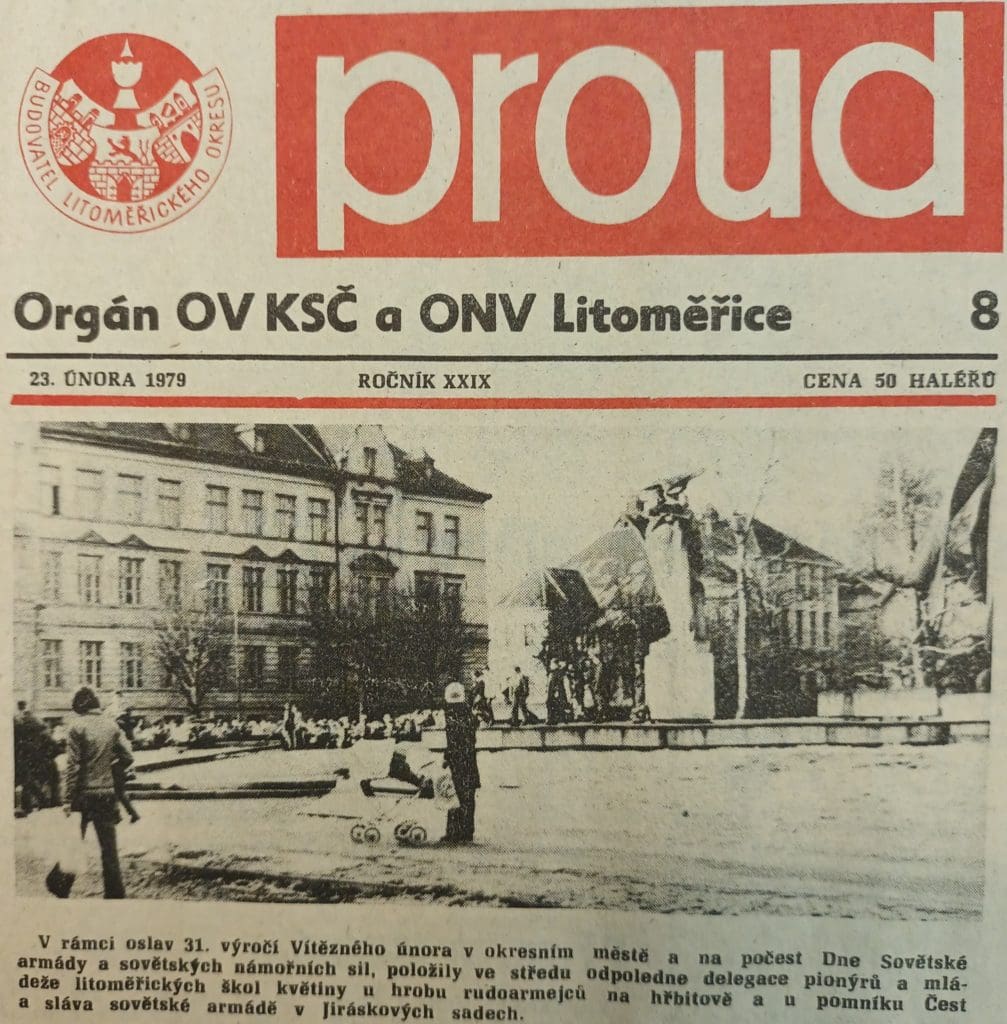 BUDOVATEL LITOMĚŘICKÉHO OKRESU
proud
Orgán OV KSČ a ONV Litoměřice 8
23. ÚNORA 1979 ROČNÍK XXIX CENA 50 HALÉŘŮ
V rámci oslav 31. výročí Vítězného února v okresním městě a na počest Dne Sovětské
armády a sovětských námořních sil, položily ve středu odpoledne delegace pionýrů a mlá-
deže litoměřických škol květiny u hrobu rudoarmejců na hřbitově a u pomníku Čest
a sláva sovětské armádě v Jiráskových sadech.